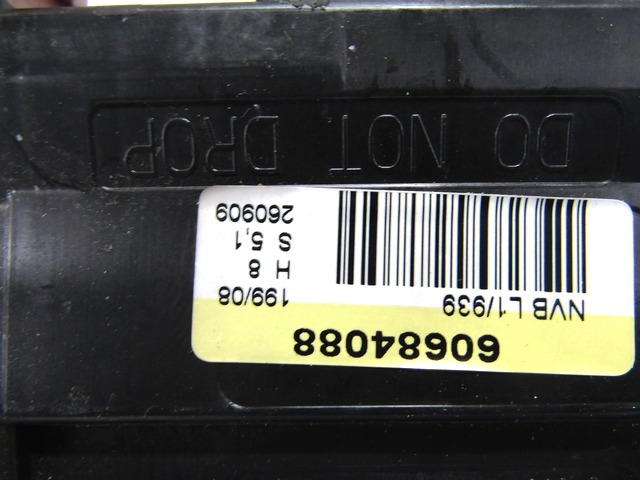 60684088
NVB L1/939
199/08
H 8
S 5,1
260909
DO NOT DROP